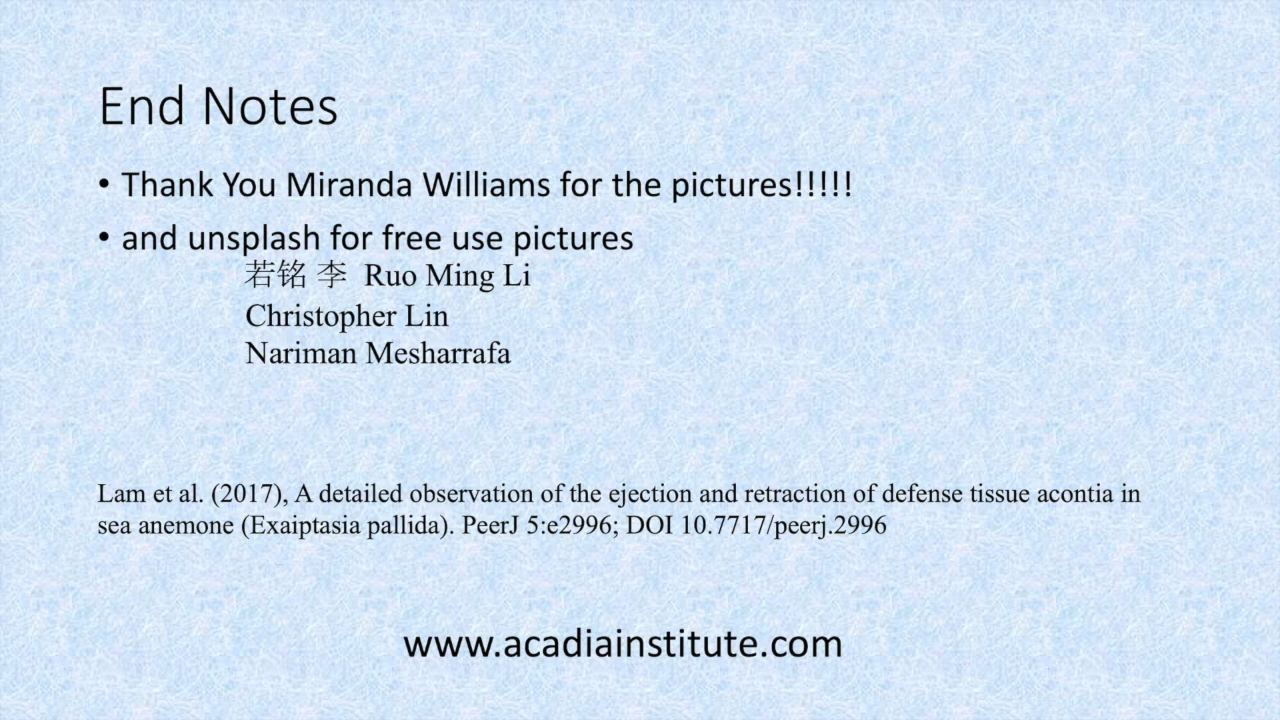 End Notes
• Thank You Miranda Williams for the pictures!!!!!
• and unsplash for free use pictures
若铭 李 Ruo Ming Li
Christopher Lin
Nariman Mesharrafa
Lam et al. (2017), A detailed observation of the ejection and retraction of defense tissue acontia in
sea anemone (Exaiptasia pallida). PeerJ 5:e2996; DOI 10.7717/peerj.2996
www.acadiainstitute.com